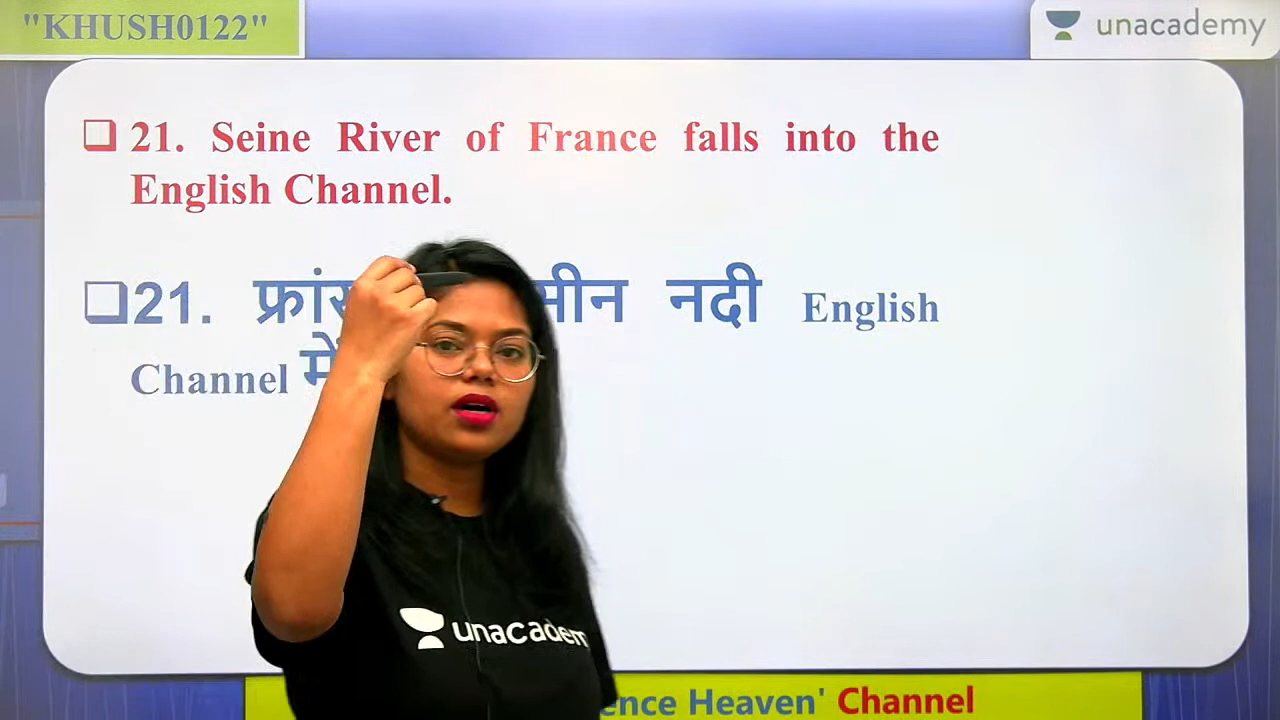 "KHUSH0122"
unacademy
❑ 21. Seine River of France falls into the
English Channel.
❑21. नदी English
Channel में
unacadem
Heaven' Channel